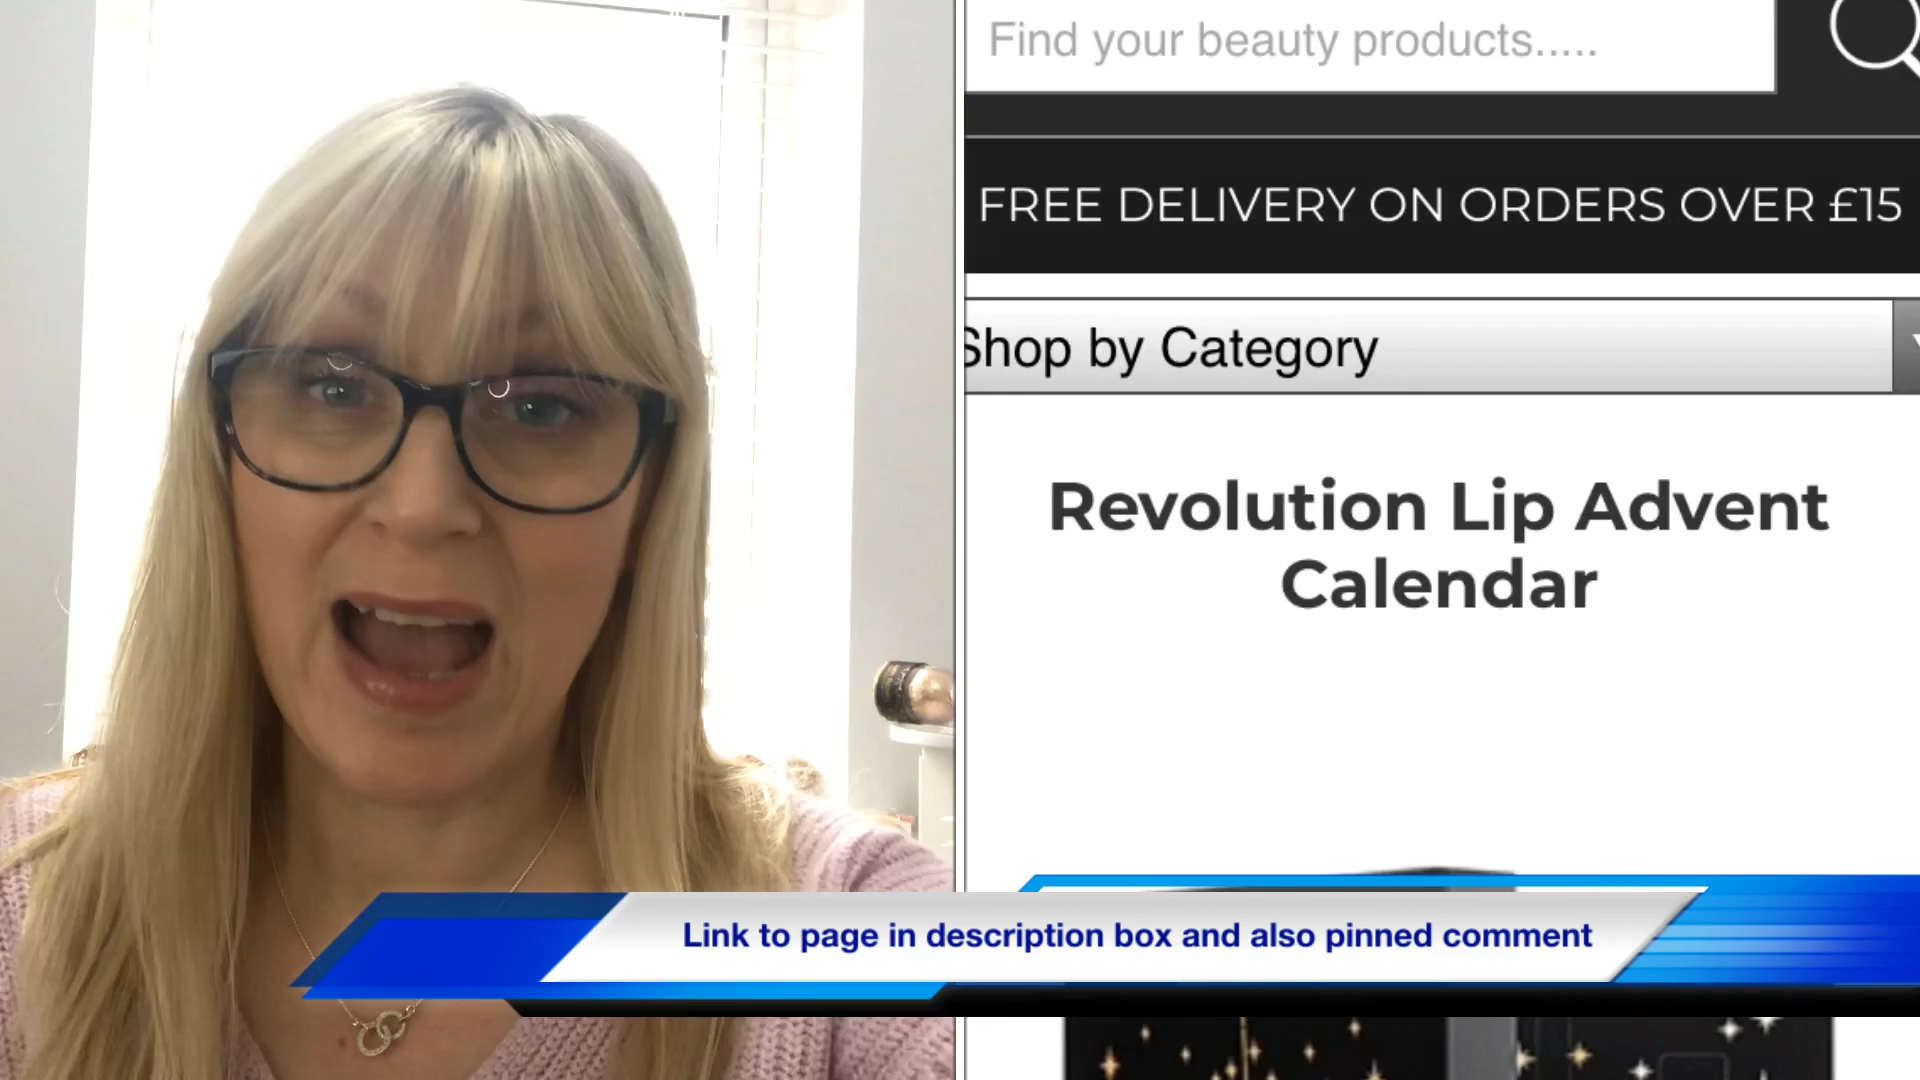 Find your beauty products.....
FREE DELIVERY ON ORDERS OVER £15
Shop by Category
Revolution Lip Advent
Calendar
Link to page in description box and also pinned comment